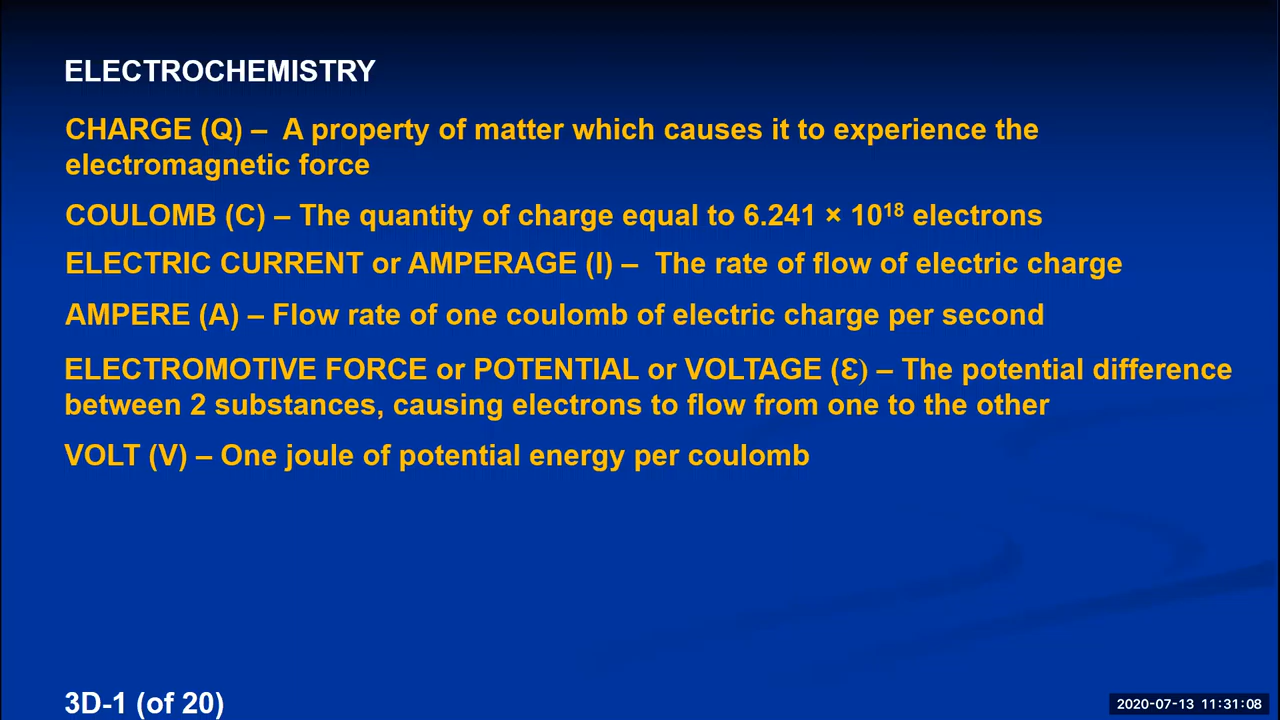 ELECTROCHEMISTRY
CHARGE (Q) – A property of matter which causes it to experience the
electromagnetic force
COULOMB (C) – The quantity of charge equal to 6.241 × 10¹⁸ electrons
ELECTRIC CURRENT or AMPERAGE (I) – The rate of flow of electric charge
AMPERE (A) – Flow rate of one coulomb of electric charge per second
ELECTROMOTIVE FORCE or POTENTIAL or VOLTAGE (Ɛ) – The potential difference
between 2 substances, causing electrons to flow from one to the other
VOLT (V) – One joule of potential energy per coulomb
3D-1 (of 20)
2020-07-13 11:31:08